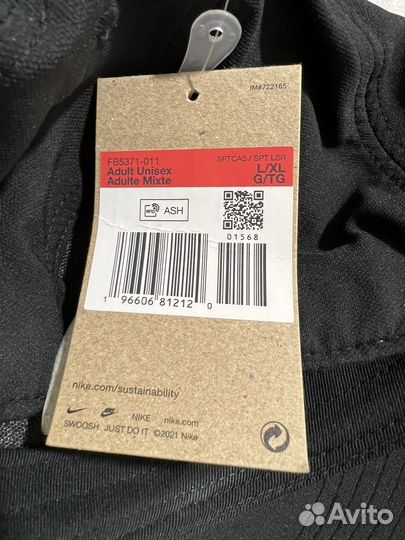 IM#722165
FB5371-011
Adult Unisex
Adulte Mixte
SPTCAS / SPT LSR
L/XL
G/TG
RFID
ASH
01568
1 96606 81212 0
nike.com/sustainability
NIKE nike.com
SWOOSH JUST DO IT ©2021 Nike
Avito